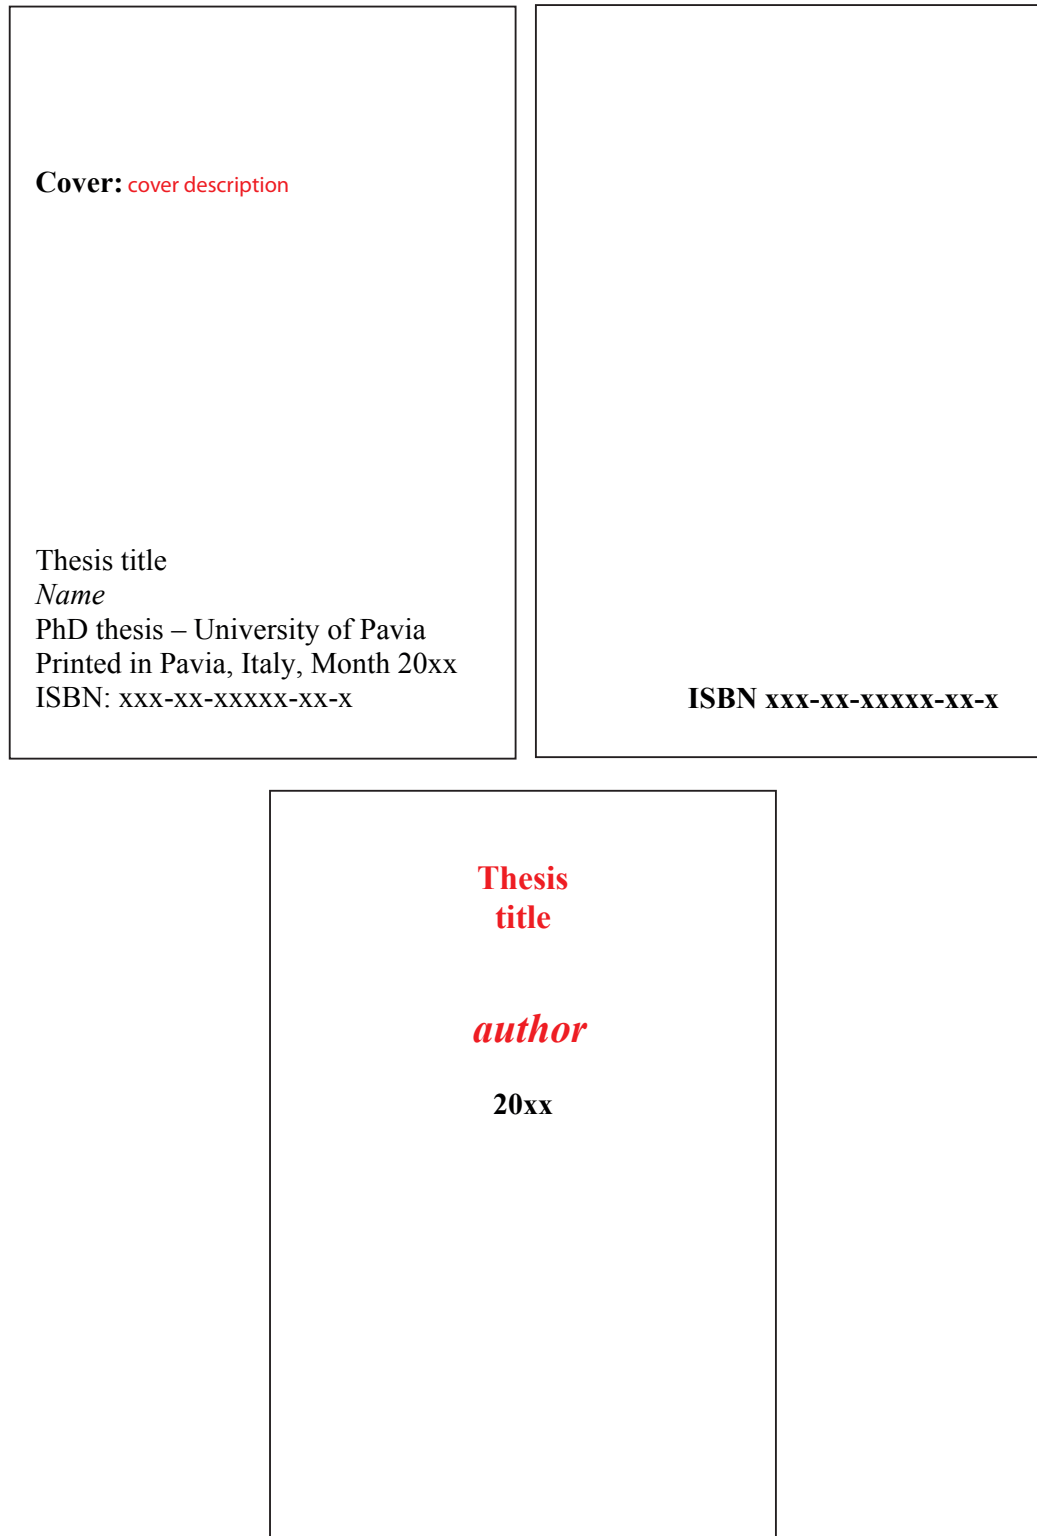 Cover: cover description
Thesis title
Name
PhD thesis – University of Pavia
Printed in Pavia, Italy, Month 20xx
ISBN: xxx-xx-xxxxx-xx-x
ISBN xxx-xx-xxxxx-xx-x
Thesis
title
author
20xx